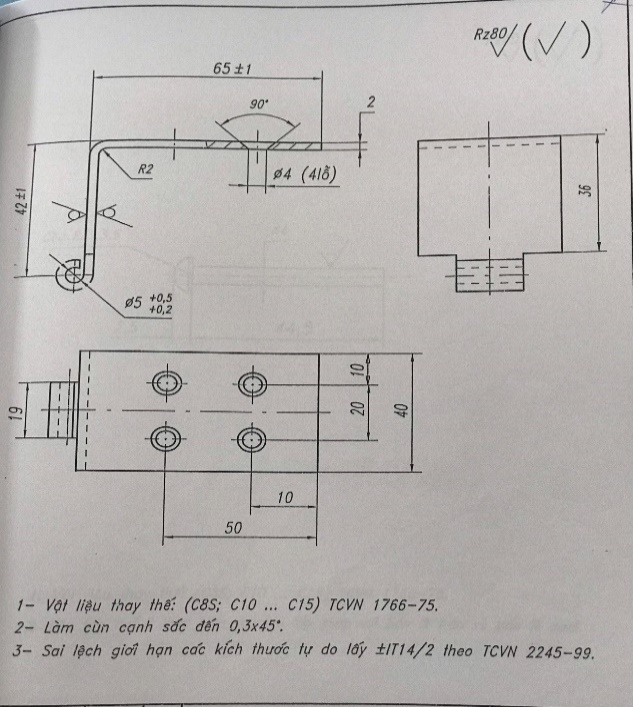 Rz80
65±1
90°
2
R2
Ø4 (4lỗ)
42±1
36
Ø5 +0,5
+0,2
19
10
20
40
10
50
1- Vật liệu thay thế: (C8S; C10 ... C15) TCVN 1766-75.
2- Làm cùn cạnh sắc đến 0,3x45°.
3- Sai lệch giới hạn các kích thước tự do lấy ±IT14/2 theo TCVN 2245-99.